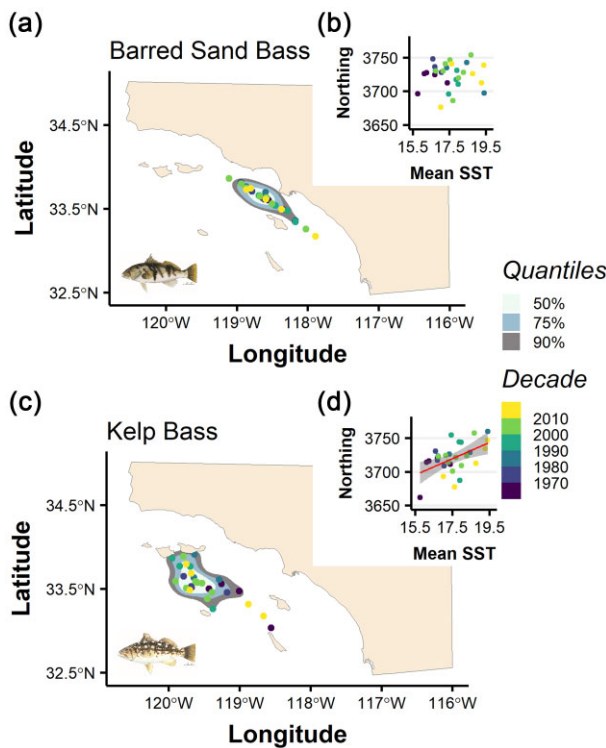 (a)
Barred Sand Bass
Latitude
34.5°N
33.5°N
32.5°N
120°W
119°W
118°W
117°W
116°W
Longitude
(b)
Northing
3750
3700
3650
15.5
17.5
19.5
Mean SST
Quantiles
50%
75%
90%
Decade
2010
2000
1990
1980
1970
(c)
Kelp Bass
Latitude
34.5°N
33.5°N
32.5°N
120°W
119°W
118°W
117°W
116°W
Longitude
(d)
Northing
3750
3700
3650
15.5
17.5
19.5
Mean SST